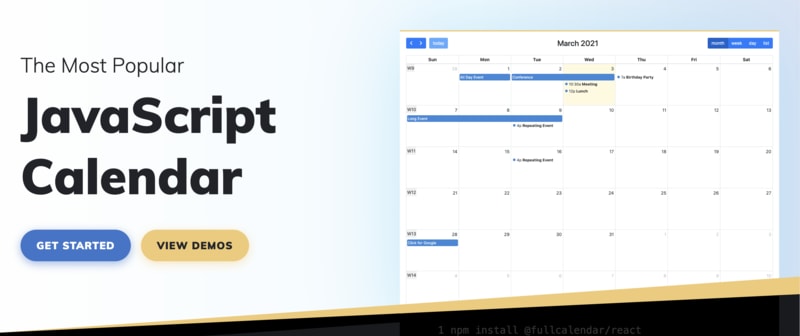 The Most Popular
JavaScript
Calendar
GET STARTED
VIEW DEMOS
today
March 2021
month week day list
Sun Mon Tue Wed Thu Fri Sat
W9 1 2 3 4 5 6
All Day Event
Conference
7a Birthday Party
10:30a Meeting
12p Lunch
W10 7 8 9 10 11 12 13
Long Event
4p Repeating Event
W11 14 15 16 17 18 19 20
4p Repeating Event
W12 21 22 23 24 25 26 27
W13 28 29 30 31 1 2 3
Click for Google
W14 4 5 6 7 8 9
1 npm install @fullcalendar/react